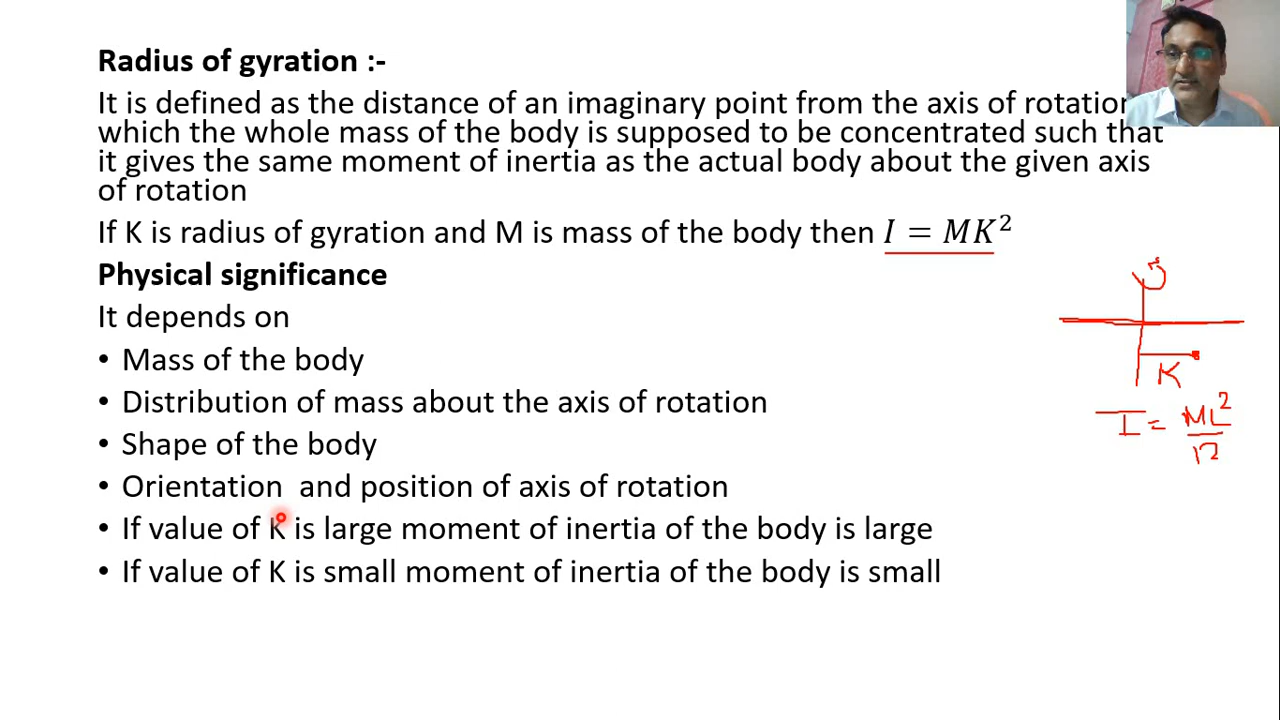 Radius of gyration :-
It is defined as the distance of an imaginary point from the axis of rotation
which the whole mass of the body is supposed to be concentrated such that
it gives the same moment of inertia as the actual body about the given axis
of rotation
If K is radius of gyration and M is mass of the body then I = MK²
Physical significance
It depends on
• Mass of the body
• Distribution of mass about the axis of rotation
• Shape of the body
• Orientation and position of axis of rotation
• If value of K is large moment of inertia of the body is large
• If value of K is small moment of inertia of the body is small
K
I = ML²
12